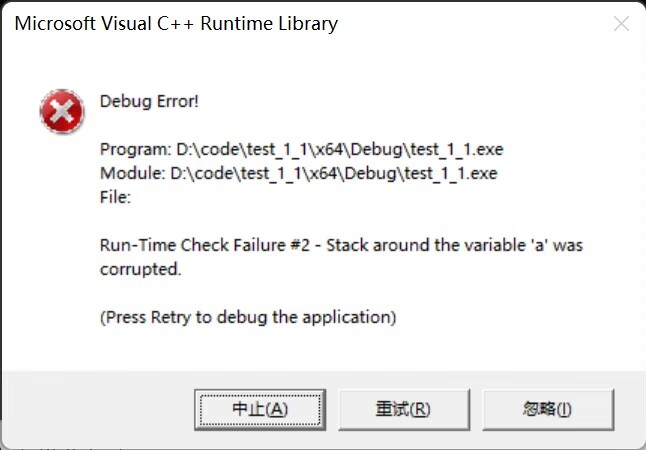 Microsoft Visual C++ Runtime Library
Debug Error!
Program: D:\code\test_1_1\x64\Debug\test_1_1.exe
Module: D:\code\test_1_1\x64\Debug\test_1_1.exe
File:
Run-Time Check Failure #2 - Stack around the variable 'a' was
corrupted.
(Press Retry to debug the application)
中止(A)
重试(R)
忽略(I)